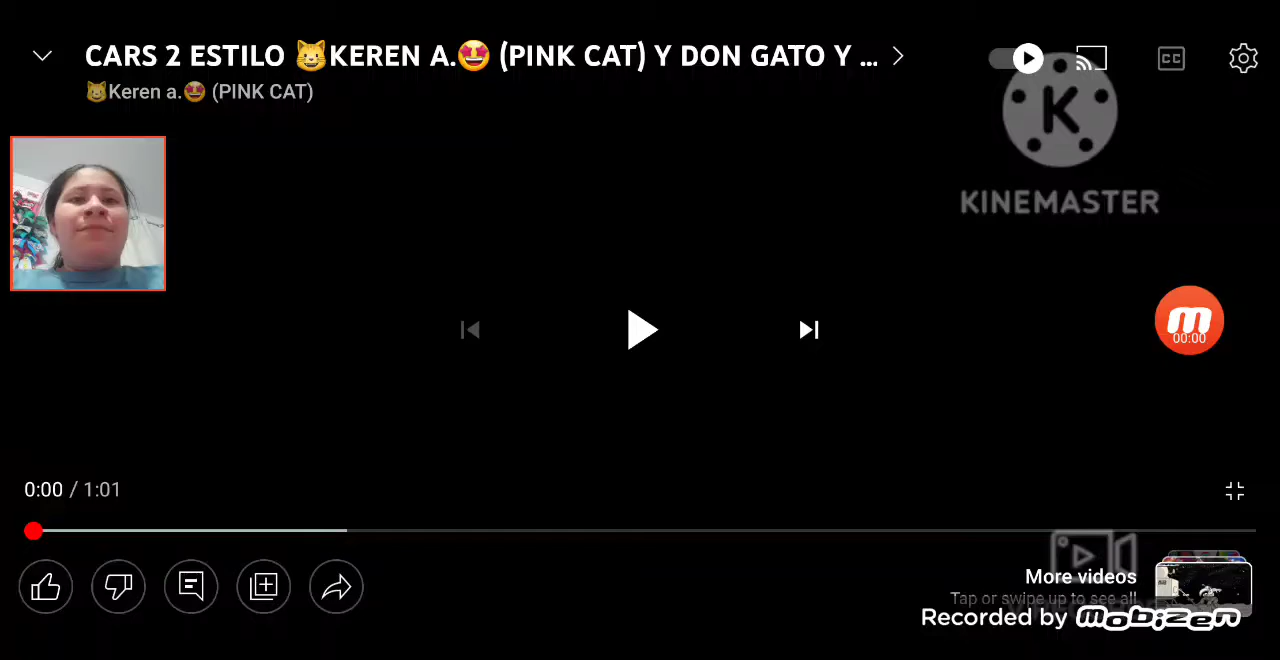 CARS 2 ESTILO 😺KEREN A.🤩 (PINK CAT) Y DON GATO Y ...
😺Keren a.🤩 (PINK CAT)
CC
K
KINEMASTER
m
00:00
0:00 / 1:01
More videos
Tap or swipe up to see all
Recorded by mobizen